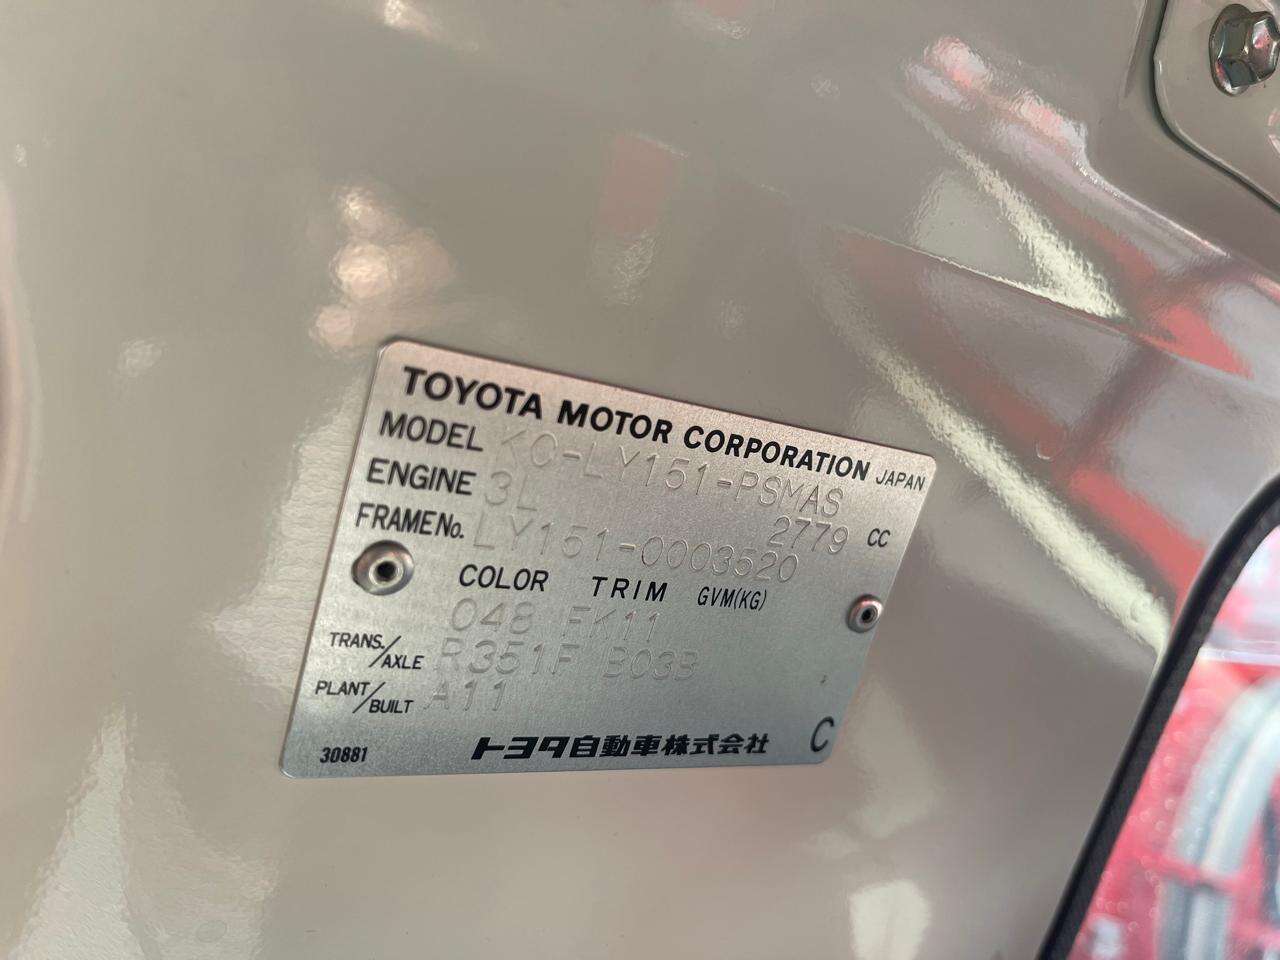 TOYOTA MOTOR CORPORATION JAPAN
MODEL KC-LY151-PSMAS
ENGINE 3L 2779 CC
FRAME No. LY151-0003520
COLOR TRIM GVM(KG)
048 FK11
TRANS./AXLE R351F B03B
PLANT/BUILT A11
30881 トヨタ自動車株式会社 C